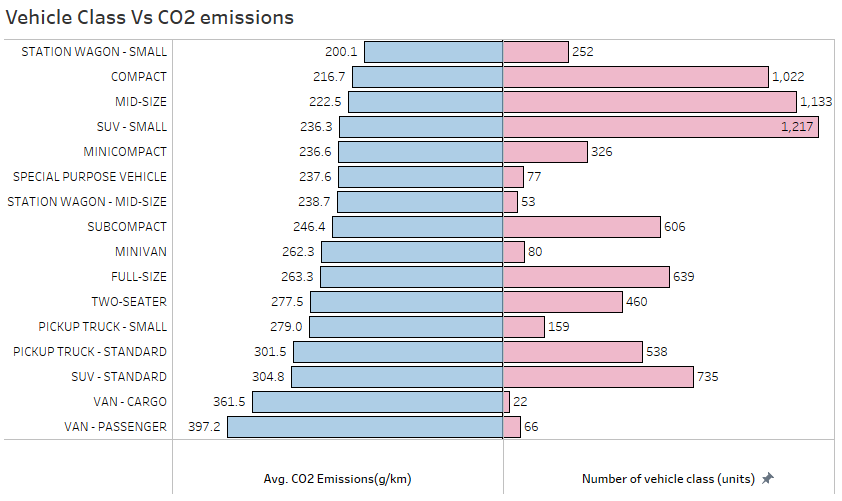 Vehicle Class Vs CO2 emissions
STATION WAGON - SMALL 200.1 252
COMPACT 216.7 1,022
MID-SIZE 222.5 1,133
SUV - SMALL 236.3 1,217
MINICOMPACT 236.6 326
SPECIAL PURPOSE VEHICLE 237.6 77
STATION WAGON - MID-SIZE 238.7 53
SUBCOMPACT 246.4 606
MINIVAN 262.3 80
FULL-SIZE 263.3 639
TWO-SEATER 277.5 460
PICKUP TRUCK - SMALL 279.0 159
PICKUP TRUCK - STANDARD 301.5 538
SUV - STANDARD 304.8 735
VAN - CARGO 361.5 22
VAN - PASSENGER 397.2 66
Avg. CO2 Emissions(g/km) Number of vehicle class (units)